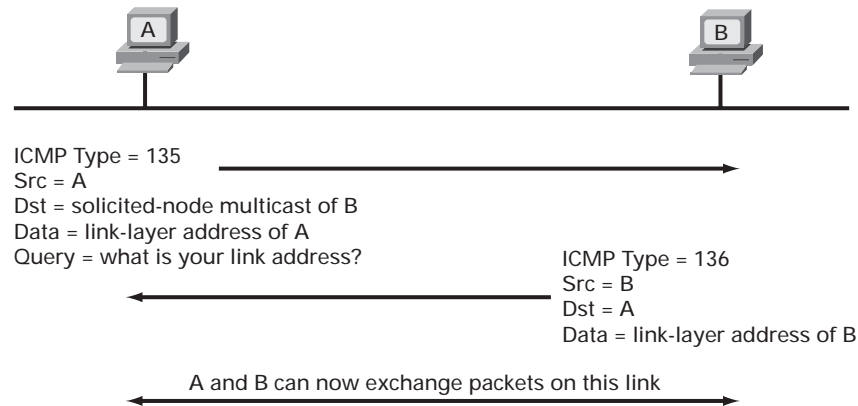 A
B
ICMP Type = 135
Src = A
Dst = solicited-node multicast of B
Data = link-layer address of A
Query = what is your link address?
ICMP Type = 136
Src = B
Dst = A
Data = link-layer address of B
A and B can now exchange packets on this link